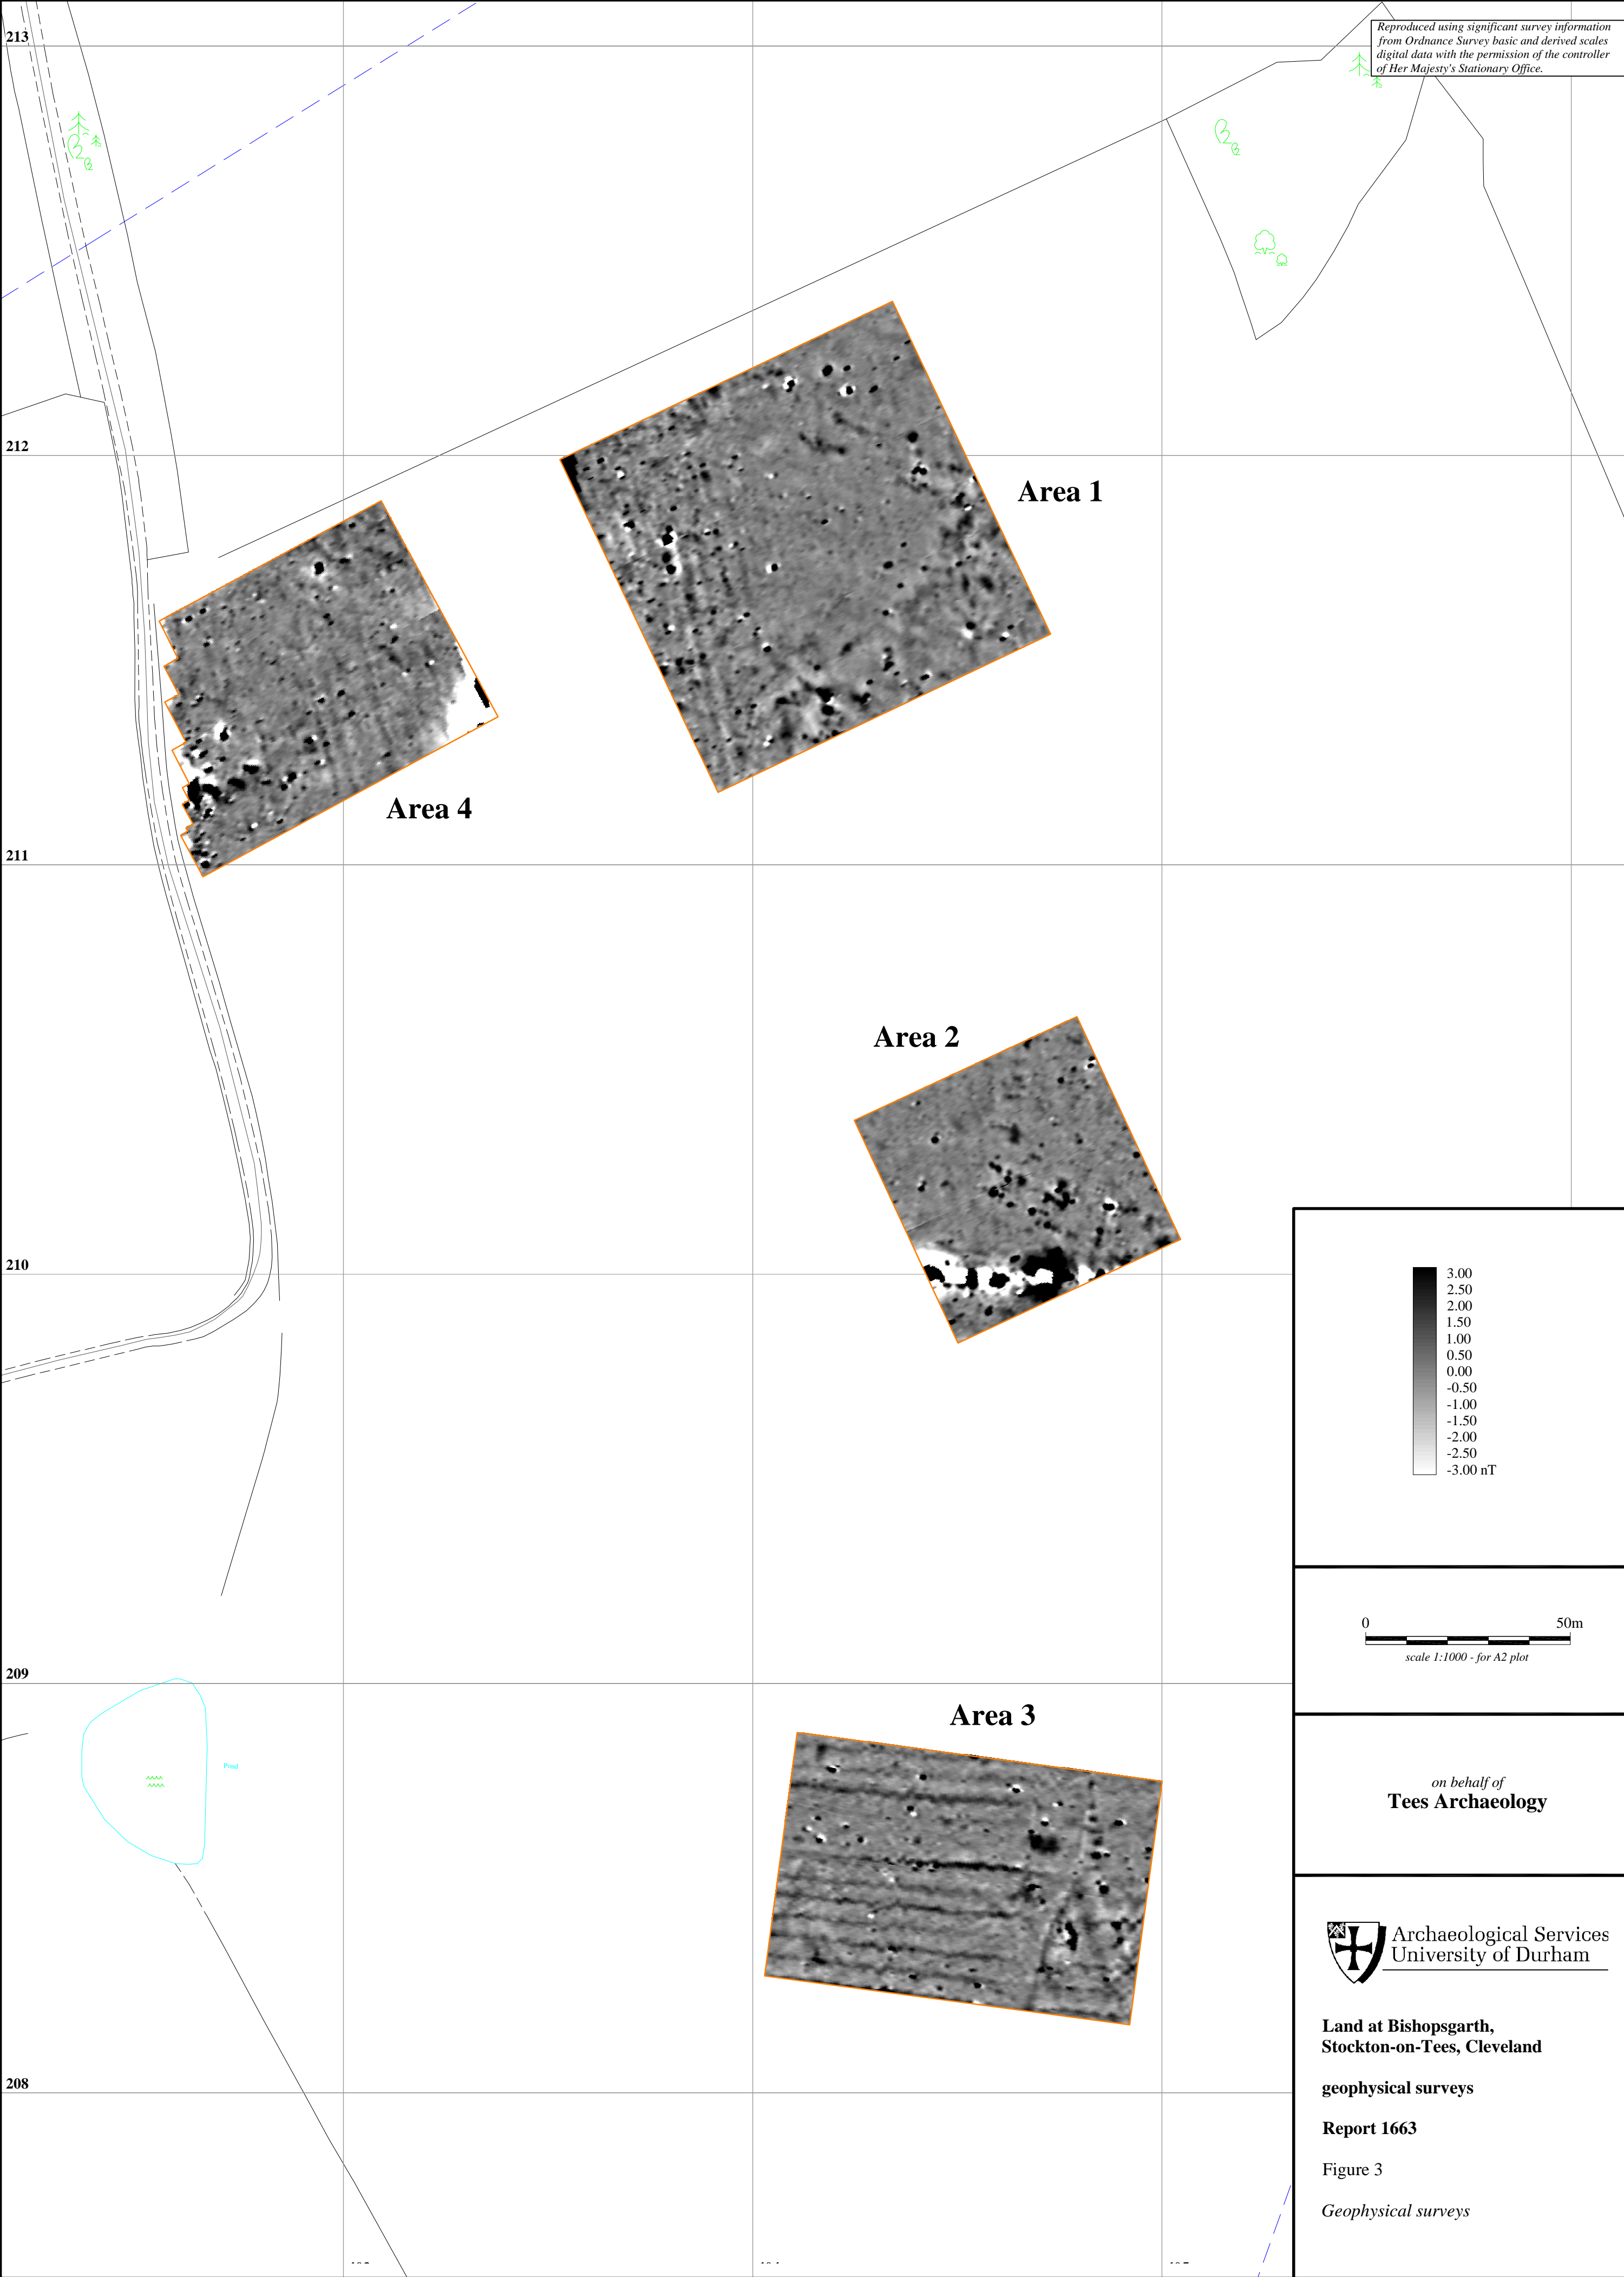 213
Reproduced using significant survey information
from Ordnance Survey basic and derived scales
digital data with the permission of the controller
of Her Majesty's Stationary Office.
212
Area 1
Area 4
211
Area 2
210
3.00
2.50
2.00
1.50
1.00
0.50
0.00
-0.50
-1.00
-1.50
-2.00
-2.50
-3.00 nT
0 50m
scale 1:1000 - for A2 plot
209
Area 3
Pond
on behalf of
Tees Archaeology
Archaeological Services
University of Durham
Land at Bishopsgarth,
Stockton-on-Tees, Cleveland
geophysical surveys
Report 1663
208
Figure 3
Geophysical surveys